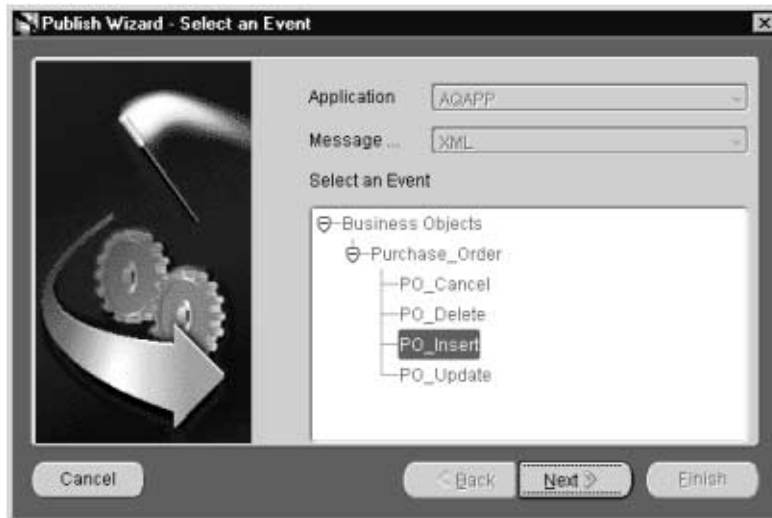 Publish Wizard - Select an Event
Application AQAPP
Message ... XML
Select an Event
Business Objects
Purchase_Order
PO_Cancel
PO_Delete
PO_Insert
PO_Update
Cancel Back Next Finish